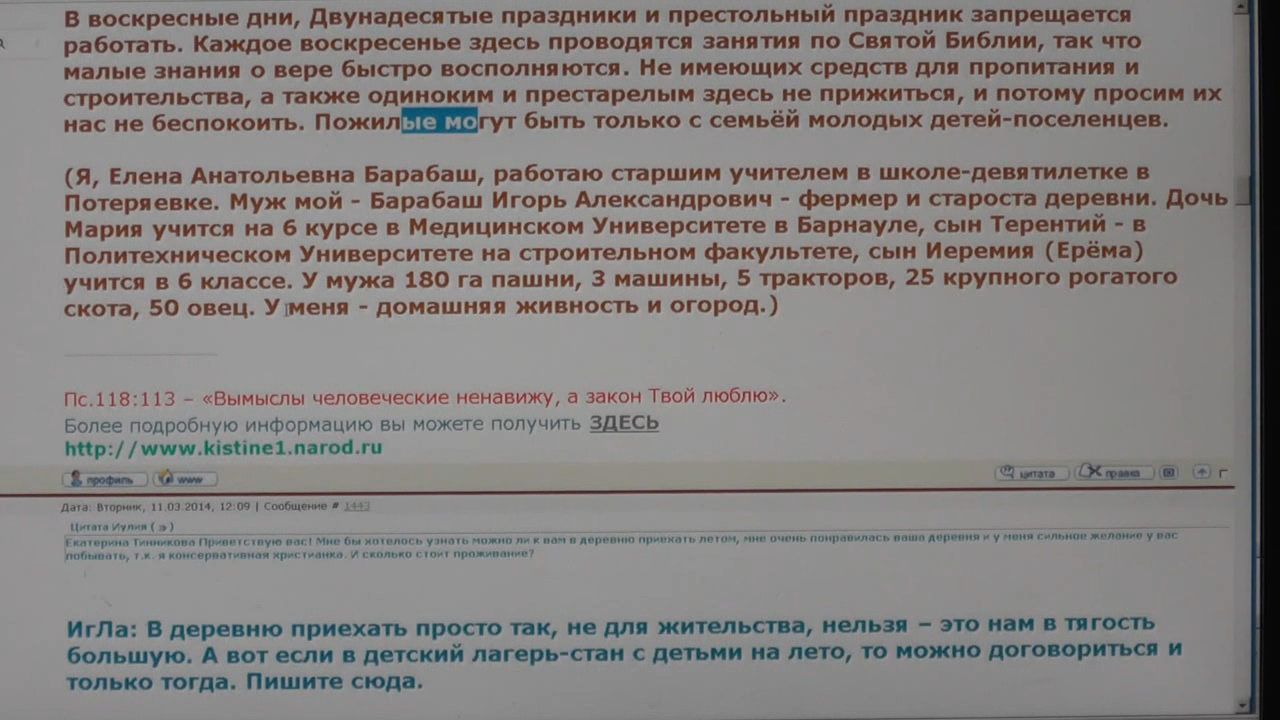 В воскресные дни, Двунадесятые праздники и престольный праздник запрещается
работать. Каждое воскресенье здесь проводятся занятия по Святой Библии, так что
малые знания о вере быстро восполняются. Не имеющих средств для пропитания и
строительства, а также одиноким и престарелым здесь не прижиться, и потому просим их
нас не беспокоить. Пожилые могут быть только с семьёй молодых детей-поселенцев.
(Я, Елена Анатольевна Барабаш, работаю старшим учителем в школе-девятилетке в
Потеряевке. Муж мой - Барабаш Игорь Александрович - фермер и староста деревни. Дочь
Мария учится на 6 курсе в Медицинском Университете в Барнауле, сын Терентий - в
Политехническом Университете на строительном факультете, сын Иеремия (Ерёма)
учится в 6 классе. У мужа 180 га пашни, 3 машины, 5 тракторов, 25 крупного рогатого
скота, 50 овец. У меня - домашняя живность и огород.)
Пс.118:113 – «Вымыслы человеческие ненавижу, а закон Твой люблю».
Более подробную информацию вы можете получить ЗДЕСЬ
http://www.kistine1.narod.ru
профиль www цитата правка
Дата: Вторник, 11.03.2014, 12:09 | Сообщение # 1443
Цитата Иулия ( )
Екатерина Тинникова Приветствую вас! Мне бы хотелось узнать можно ли к вам в деревню приехать летом, мне очень понравилась ваша деревня и у меня сильное желание у вас
побывать, т.к. я консервативная христианка. И сколько стоит проживание?
ИгЛа: В деревню приехать просто так, не для жительства, нельзя – это нам в тягость
большую. А вот если в детский лагерь-стан с детьми на лето, то можно договориться и
только тогда. Пишите сюда.